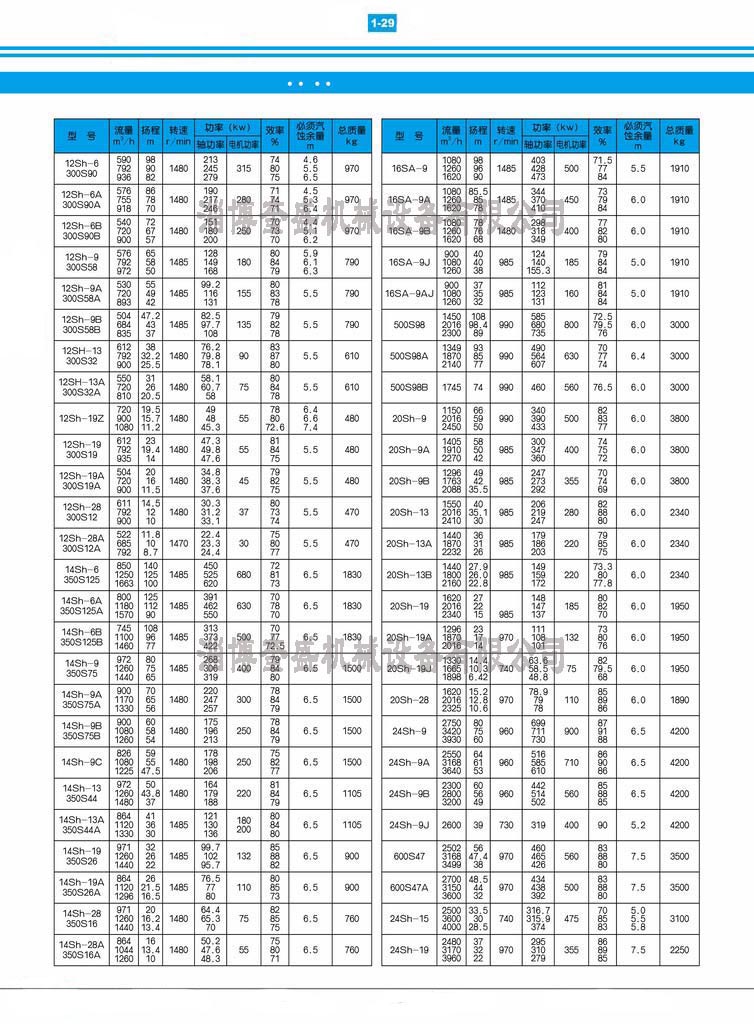 1-29
型 号 流量 m³/h 扬程 m 转速 r/min 功率 (kw) 轴功率 电机功率 效率 % 必须汽蚀余量 m 总质量 kg
12Sh-6 300S90 590 792 936 98 90 82 1480 213 245 279 315 74 80 75 4.6 5.5 6.5 970
12Sh-6A 300S90A 576 755 918 86 78 70 1480 190 217 246 280 71 74 71 4.5 5.3 6.4 970
12Sh-6B 300S90B 540 720 900 72 67 57 1480 151 180 200 250 70 73 70 4.4 5.1 6.2 970
12Sh-9 300S58 576 792 972 65 58 50 1485 128 149 168 180 80 84 79 5.9 6.1 6.3 790
12Sh-9A 300S58A 530 720 893 55 49 42 1485 99.2 116 131 155 80 83 78 5.5 790
12Sh-9B 300S58B 504 684 835 47.2 43 37 1485 82.5 97.7 108 135 79 82 78 5.5 790
12SH-13 300S32 612 792 900 38 32.2 25.5 1480 76.2 79.8 78.1 90 83 87 80 5.5 610
12SH-13A 300S32A 550 720 810 31 26 20.5 1480 58.1 60.7 58 75 80 84 78 5.5 610
12Sh-19Z 720 900 1080 19.5 15.7 11.2 1480 49 48 45.3 55 78 80 72.6 6.4 6.6 7.4 480
12Sh-19 300S19 612 792 935 23 19.4 14 1480 47.3 49.8 47.6 55 81 84 75 5.5 480
12Sh-19A 300S19A 504 720 900 20 16 11.5 1480 34.8 38.3 37.6 45 79 82 75 5.5 480
12Sh-28 300S12 611 792 900 14.5 12 10 1480 30.3 31.2 33.1 37 80 73 74 5.5 470
12Sh-28A 300S12A 522 685 792 11.8 10 8.7 1470 22.4 23.3 24.4 30 75 80 77 5.5 470
14Sh-6 350S125 850 1250 1663 140 125 100 1485 450 525 620 680 72 81 73 6.5 1830
14Sh-6A 350S125A 800 1180 1570 125 112 90 1485 391 462 550 630 70 78 70 6.5 1830
14Sh-6B 350S125B 745 1100 1460 108 96 77 1485 313 373 422 500 70 77 72.5 6.5 1830
14Sh-9 350S75 972 1260 1440 80 75 65 1485 268 306 319 400 79 84 80 6.5 1500
14Sh-9A 350S75A 900 1170 1330 70 65 56 1485 220 247 257 300 78 84 79 6.5 1500
14Sh-9B 350S75B 900 1080 1260 60 58 54 1485 175 196 213 250 78 84 79 6.5 1500
14Sh-9C 826 1080 1225 59 55 47.5 1480 178 198 206 250 75 82 77 6.5 1500
14Sh-13 350S44 972 1260 1480 50 43.8 37 1480 164 179 188 220 81 84 79 6.5 1105
14Sh-13A 350S44A 864 1120 1330 41 36 30 1485 121 130 136 180 200 80 84 80 6.5 1105
14Sh-19 350S26 971 1260 1440 32 26 22 1485 99.7 102 95.7 132 85 88 82 6.5 900
14Sh-19A 350S26A 864 1120 1296 26 21.5 16.5 1485 76.5 77 80 110 80 85 73 6.5 900
14Sh-28 350S16 971 1260 1440 20 16.2 13.4 1480 64.4 65.3 70 75 82 85 75 6.5 760
14Sh-28A 350S16A 864 1044 1260 16 13.4 10 1480 50.2 47.6 48.3 55 75 80 71 6.5 760
型 号 流量 m³/h 扬程 m 转速 r/min 功率 (kw) 轴功率 电机功率 效率 % 必须汽蚀余量 m 总质量 kg
16SA-9 1080 1260 1620 98 96 90 1485 403 428 473 500 71.5 77 84 5.5 1910
16SA-9A 1080 1260 1620 85.5 85 78 1485 344 370 410 450 73 79 84 6.0 1910
16SA-9B 1080 1260 1620 78 76 68 1480 298 318 349 400 77 82 80 6.0 1910
16SA-9J 900 1080 1260 40 40 38 985 124 140 155.3 185 79 84 84 5.0 1910
16SA-9AJ 900 1080 1260 37 35 32 985 112 123 131 160 81 84 84 5.0 1910
500S98 1450 2016 2300 108 98.4 89 990 585 680 735 800 72.5 79.5 76 6.0 3000
500S98A 1349 1870 2140 93 85 77 990 490 564 607 630 70 77 74 6.4 3000
500S98B 1745 74 990 460 560 76.5 6.0 3000
20Sh-9 1150 2016 2450 66 59 50 990 340 390 433 500 82 83 77 6.0 3800
20Sh-9A 1405 1910 2270 58 50 42 985 300 347 360 400 74 75 72 6.0 3800
20Sh-9B 1296 1763 2088 49 42 35.5 985 247 273 292 355 70 74 69 6.0 3800
20Sh-13 1550 2016 2410 40 35.1 30 985 206 219 247 280 82 88 80 6.0 2340
20Sh-13A 1440 1870 2232 36 31 26 985 179 186 203 220 79 85 75 6.0 2340
20Sh-13B 1440 1800 2160 27.9 26.0 22.8 985 149 159 172 220 73.3 80 77.8 6.0 2340
20Sh-19 1620 2016 2340 27 22 15 985 148 147 137 185 80 82 70 6.0 1950
20Sh-19A 1296 1870 2016 23 17 14 970 111 108 101 132 73 80 76 6.0 1950
20Sh-19J 1330 1665 1898 14.4 10.3 6.42 740 63.6 58.5 48.8 75 82 79.5 68 6.0 1950
20Sh-28 1620 2016 2325 15.2 12.8 10.6 970 78.9 79 78 110 85 89 86 6.0 1890
24Sh-9 2750 3420 3930 80 75 60 970 699 711 730 900 87 91 88 6.5 4200
24Sh-9A 2550 3168 3640 64 61 53 960 516 585 610 710 86 90 86 6.5 4200
24Sh-9B 2300 2800 3200 60 56 49 960 442 514 502 560 85 88 85 6.5 4200
24Sh-9J 2600 39 730 319 400 90 5.2 4200
600S47 2502 3168 3499 56 47.4 38 970 460 465 426 560 83 88 80 7.5 3500
600S47A 2700 3150 3600 48.5 44 32 970 434 438 392 500 83 88 80 7.5 3500
24Sh-15 2500 3600 4000 33.5 30 28.5 740 316.7 315.9 374 475 70 85 83 5.0 5.5 5.8 3100
24Sh-19 2480 3170 3960 37 32 22 970 295 310 279 355 86 89 85 7.5 2250